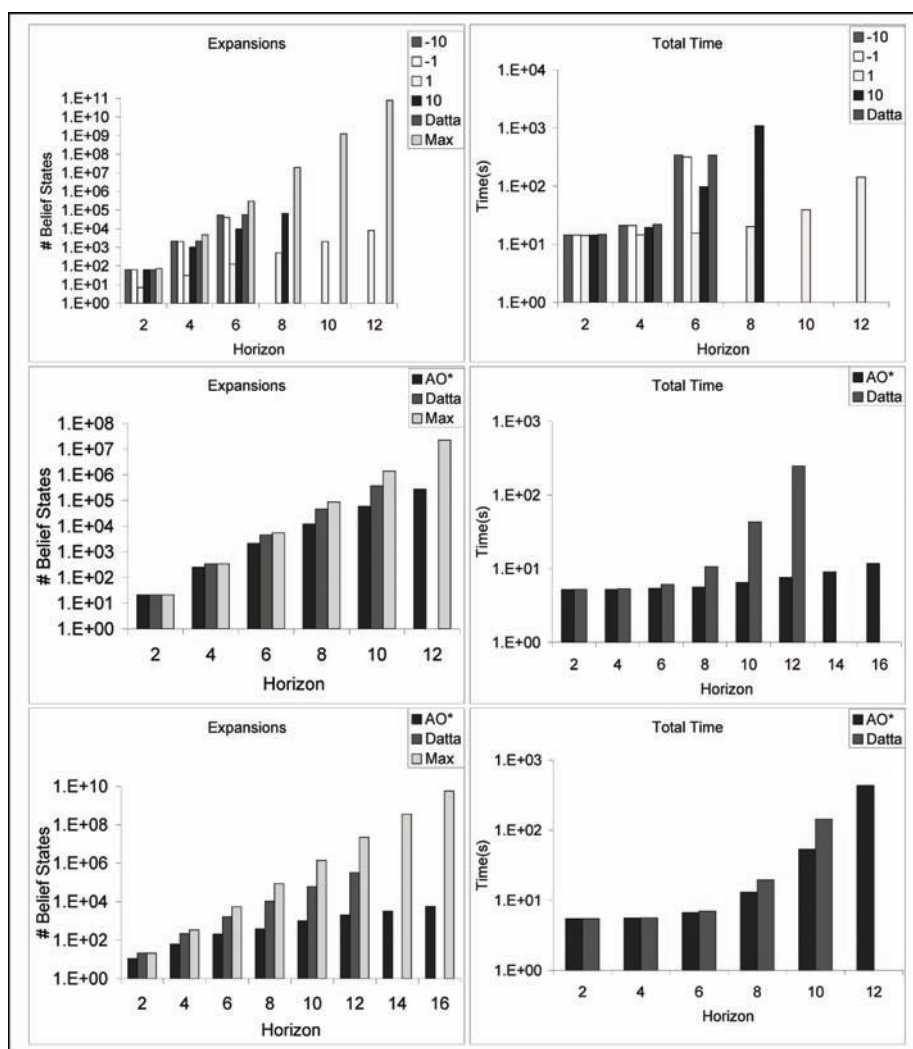 Expansions
-10
-1
1
10
Datta
Max
# Belief States
1.E+11
1.E+10
1.E+09
1.E+08
1.E+07
1.E+06
1.E+05
1.E+04
1.E+03
1.E+02
1.E+01
1.E+00
2 4 6 8 10 12
Horizon
Total Time
-10
-1
1
10
Datta
Time(s)
1.E+04
1.E+03
1.E+02
1.E+01
1.E+00
2 4 6 8 10 12
Horizon
Expansions
AO*
Datta
Max
# Belief States
1.E+08
1.E+07
1.E+06
1.E+05
1.E+04
1.E+03
1.E+02
1.E+01
1.E+00
2 4 6 8 10 12
Horizon
Total Time
AO*
Datta
Time(s)
1.E+03
1.E+02
1.E+01
1.E+00
2 4 6 8 10 12 14 16
Horizon
Expansions
AO*
Datta
Max
# Belief States
1.E+10
1.E+08
1.E+06
1.E+04
1.E+02
1.E+00
2 4 6 8 10 12 14 16
Horizon
Total Time
AO*
Datta
Time(s)
1.E+03
1.E+02
1.E+01
1.E+00
2 4 6 8 10 12
Horizon